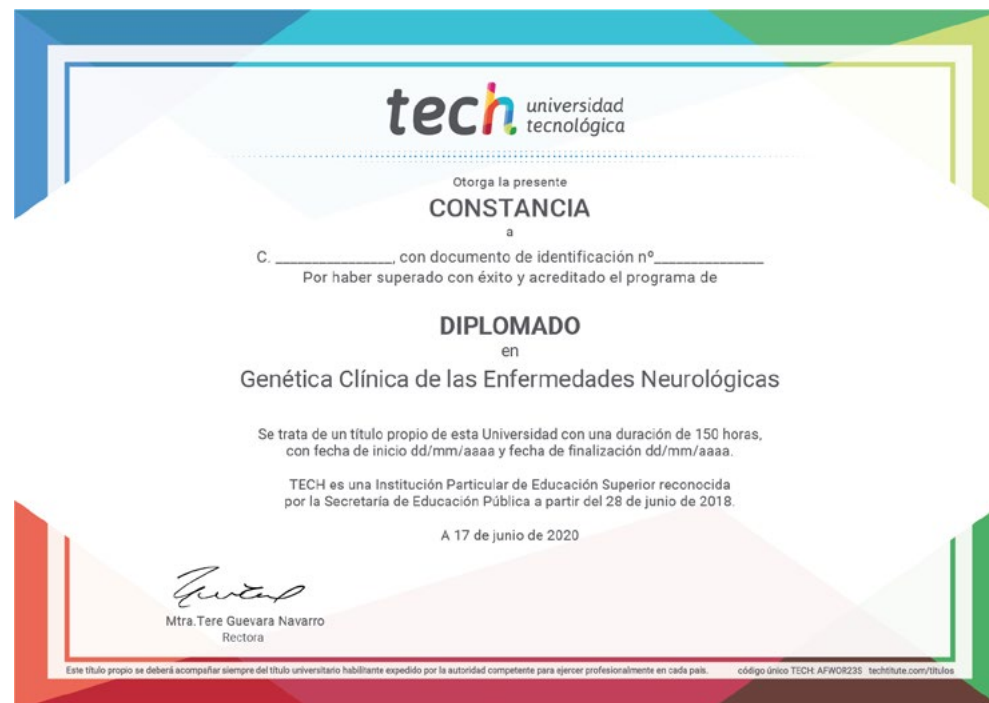 tech universidad
tecnológica
Otorga la presente
CONSTANCIA
a
C. ________________, con documento de identificación nº_______________
Por haber superado con éxito y acreditado el programa de
DIPLOMADO
en
Genética Clínica de las Enfermedades Neurológicas
Se trata de un título propio de esta Universidad con una duración de 150 horas,
con fecha de inicio dd/mm/aaaa y fecha de finalización dd/mm/aaaa.
TECH es una Institución Particular de Educación Superior reconocida
por la Secretaría de Educación Pública a partir del 28 de junio de 2018.
A 17 de junio de 2020
Mtra.Tere Guevara Navarro
Rectora
Este título propio se deberá acompañar siempre del título universitario habilitante expedido por la autoridad competente para ejercer profesionalmente en cada país. código único TECH: AFWOR23S techtitute.com/títulos